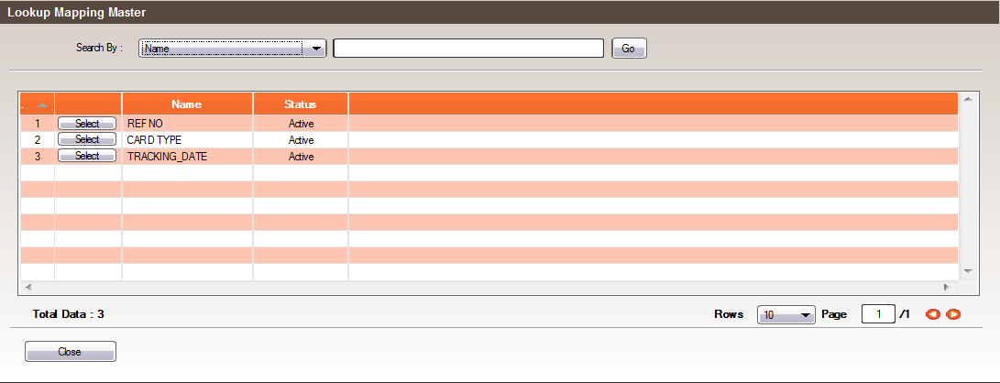 Lookup Mapping Master
Search By : Name Go
. Name Status
1 Select REF NO Active
2 Select CARD TYPE Active
3 Select TRACKING_DATE Active
Total Data : 3 Rows 10 Page 1 /1
Close